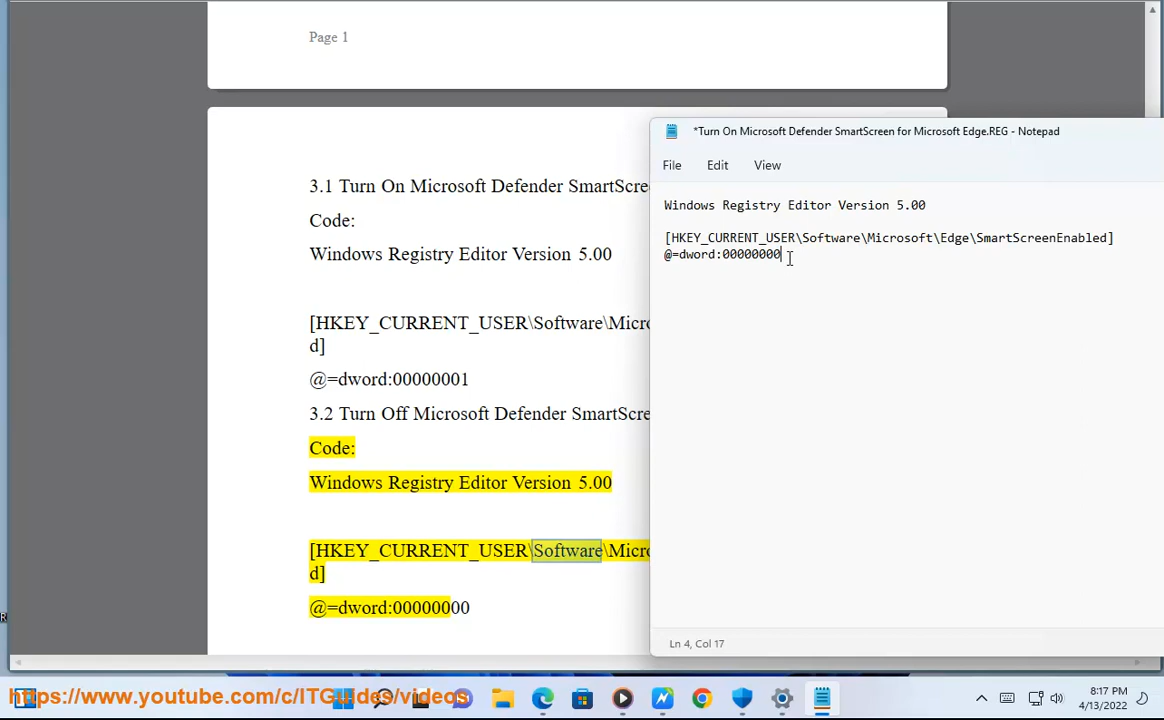 Page 1
3.1 Turn On Microsoft Defender SmartScre
Code:
Windows Registry Editor Version 5.00
[HKEY_CURRENT_USER\Software\Micro
d]
@=dword:00000001
3.2 Turn Off Microsoft Defender SmartScre
Code:
Windows Registry Editor Version 5.00
[HKEY_CURRENT_USER\Software\Micro
d]
@=dword:00000000
*Turn On Microsoft Defender SmartScreen for Microsoft Edge.REG - Notepad
File Edit View
Windows Registry Editor Version 5.00
[HKEY_CURRENT_USER\Software\Microsoft\Edge\SmartScreenEnabled]
@=dword:00000000
Ln 4, Col 17
https://www.youtube.com/c/ITGuides/videos
8:17 PM
4/13/2022